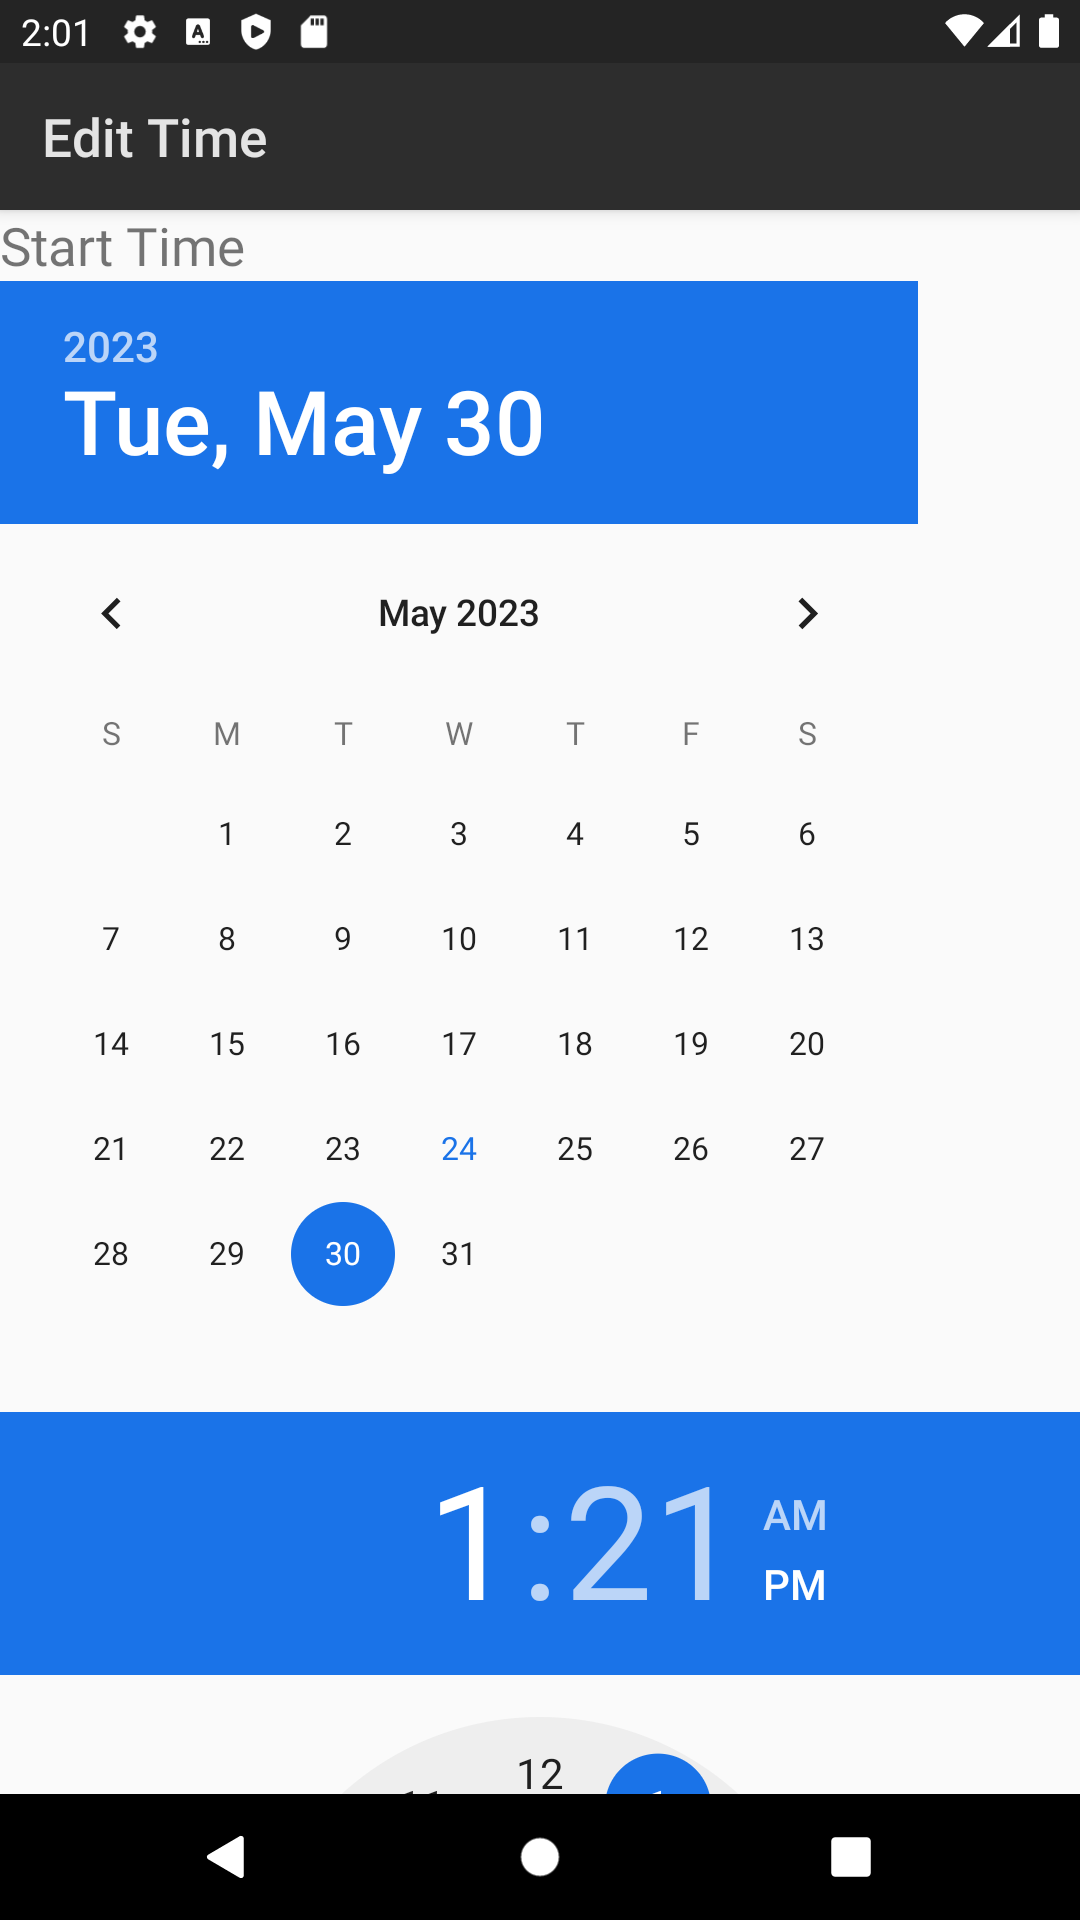 2:01
Edit Time
Start Time
2023
Tue, May 30
May 2023
S M T W T F S
1 2 3 4 5 6
7 8 9 10 11 12 13
14 15 16 17 18 19 20
21 22 23 24 25 26 27
28 29 30 31
1:21
AM
PM
12